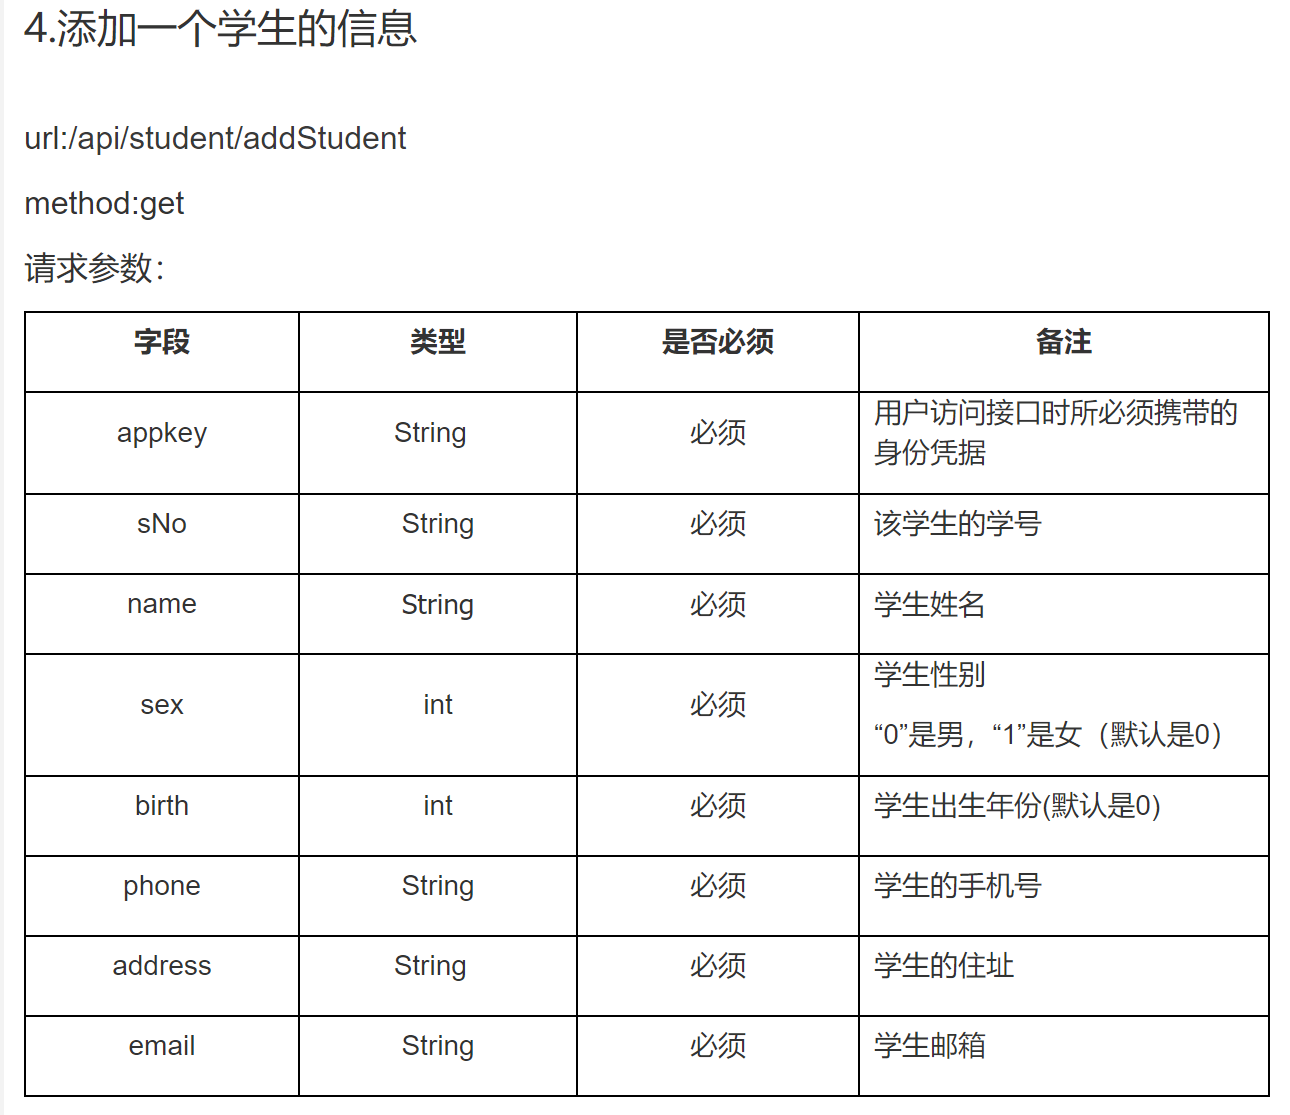 4.添加一个学生的信息
url:/api/student/addStudent
method:get
请求参数：
字段 类型 是否必须 备注
appkey String 必须 用户访问接口时所必须携带的
身份凭据
sNo String 必须 该学生的学号
name String 必须 学生姓名
sex int 必须 学生性别
“0”是男，“1”是女（默认是0）
birth int 必须 学生出生年份(默认是0)
phone String 必须 学生的手机号
address String 必须 学生的住址
email String 必须 学生邮箱